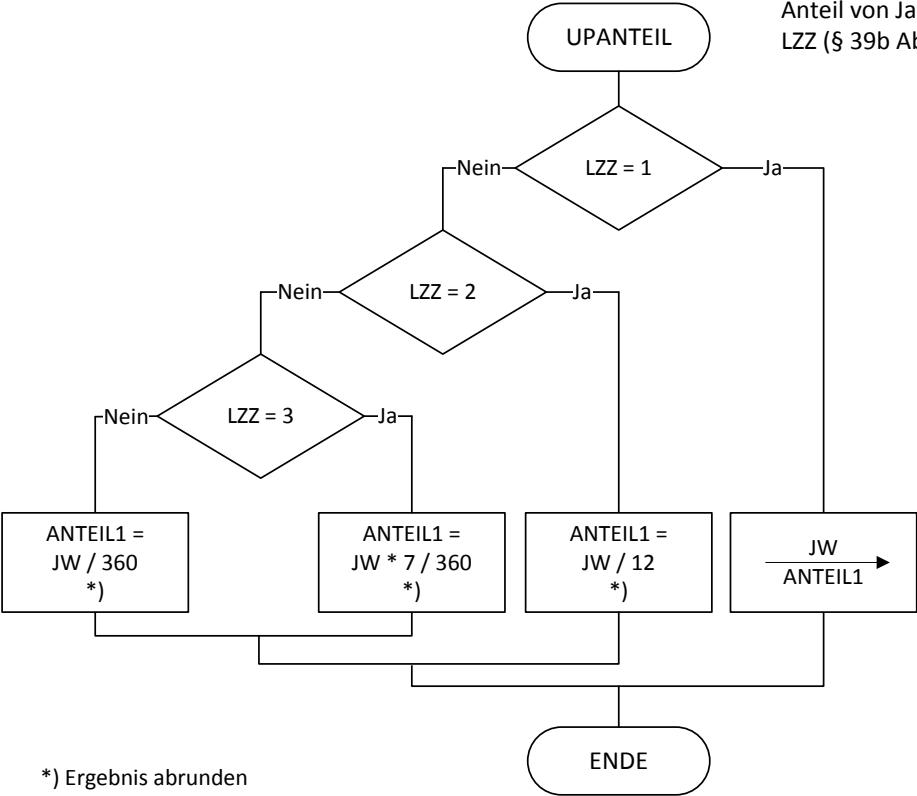 UPANTEIL
Anteil von Ja
LZZ (§ 39b Ab
Nein
LZZ = 1
Ja
Nein
LZZ = 2
Ja
Nein
LZZ = 3
Ja
ANTEIL1 =
JW / 360
*)
ANTEIL1 =
JW * 7 / 360
*)
ANTEIL1 =
JW / 12
*)
JW
ANTEIL1
ENDE
*) Ergebnis abrunden